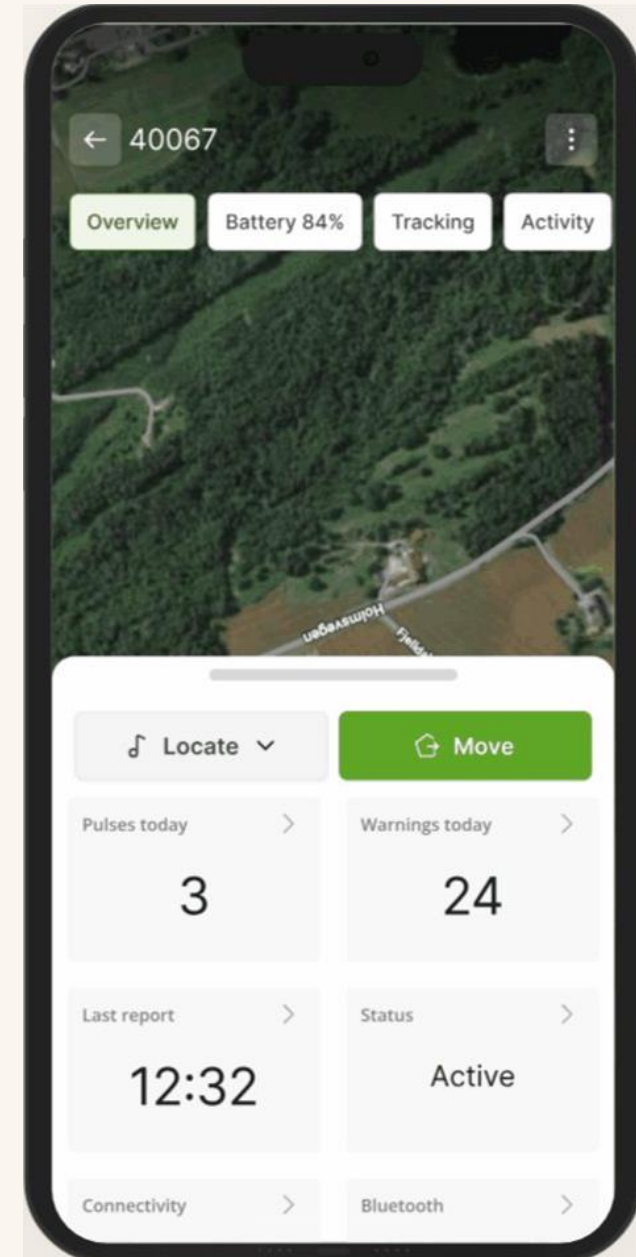 40067
Overview Battery 84% Tracking Activity
Holmsvegen
Locate Move
Pulses today Warnings today
3 24
Last report Status
12:32 Active
Connectivity Bluetooth